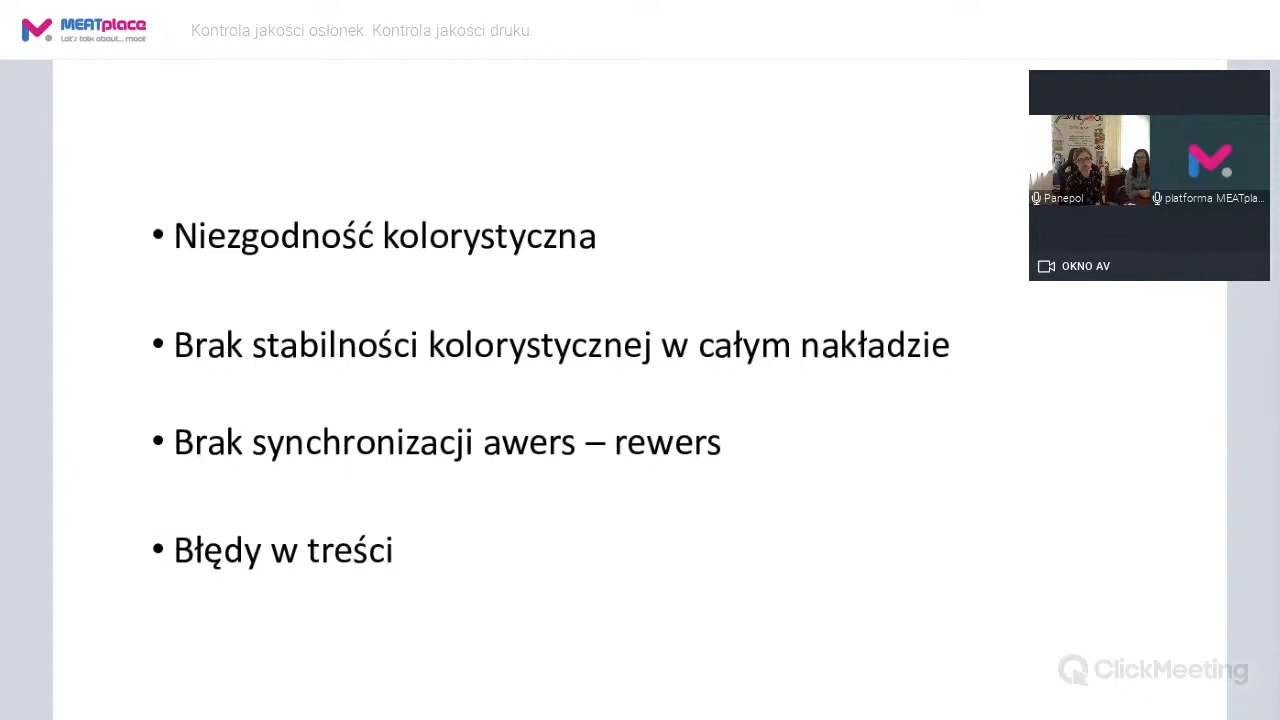 MEATplace
Let's talk about... meat
Kontrola jakości osłonek. Kontrola jakości druku.
• Niezgodność kolorystyczna
• Brak stabilności kolorystycznej w całym nakładzie
• Brak synchronizacji awers – rewers
• Błędy w treści
Panepol
platforma MEATpla...
OKNO AV
ClickMeeting